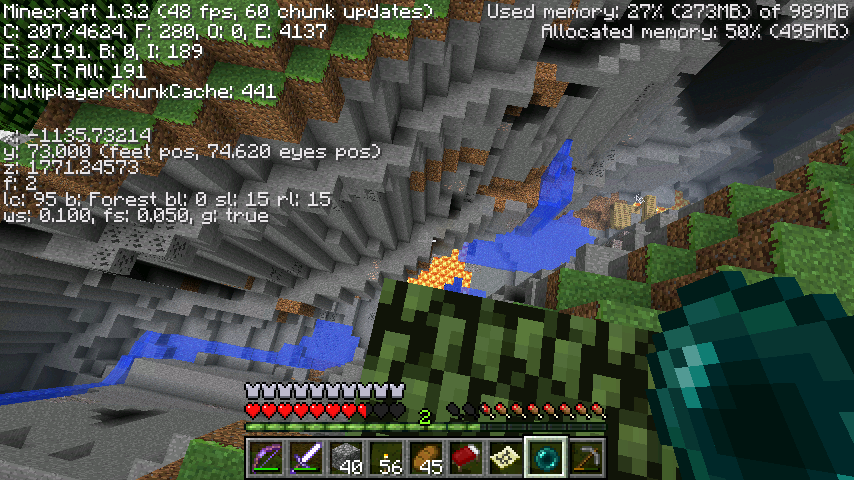 Minecraft 1.3.2 (48 fps, 60 chunk updates)
C: 207/4624, F: 280, O: 0, E: 4137
E: 2/191, B: 0, I: 189
P: 0, T: All: 191
MultiplayerChunkCache: 441
Used memory: 27% (273MB) of 989MB
Allocated memory: 50% (495MB)
x: -1135.73214
y: 73.000 (feet pos, 74.620 eyes pos)
z: 1771.24573
f: 2
lc: 95 b: Forest bl: 0 sl: 15 rl: 15
ws: 0.100, fs: 0.050, g: true
2
40
56
45